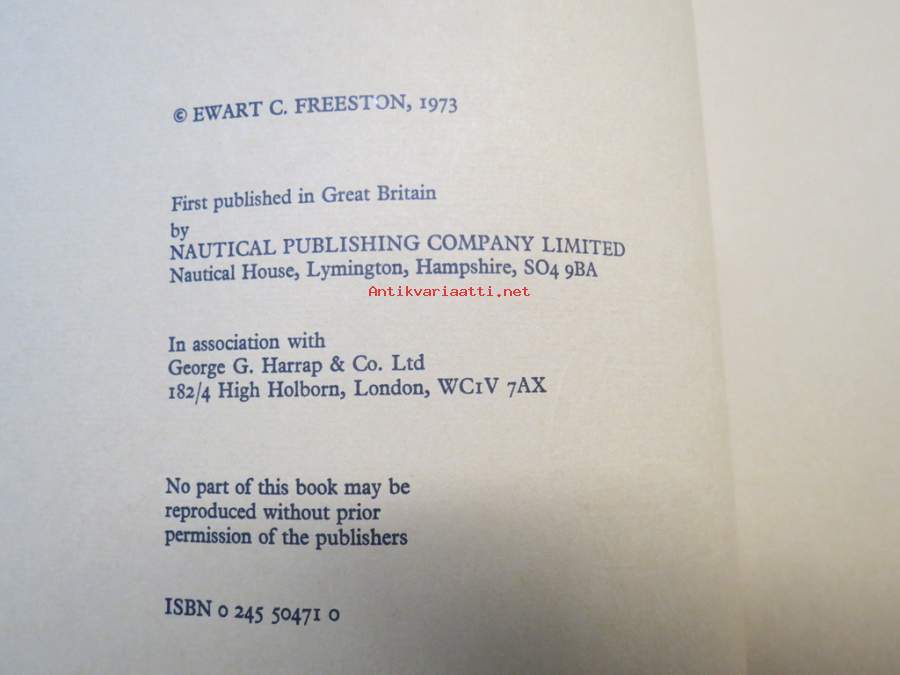 © EWART C. FREESTON, 1973
First published in Great Britain
by
NAUTICAL PUBLISHING COMPANY LIMITED
Nautical House, Lymington, Hampshire, SO4 9BA
Antikvariaatti.net
In association with
George G. Harrap & Co. Ltd
182/4 High Holborn, London, WC1V 7AX
No part of this book may be
reproduced without prior
permission of the publishers
ISBN 0 245 50471 0